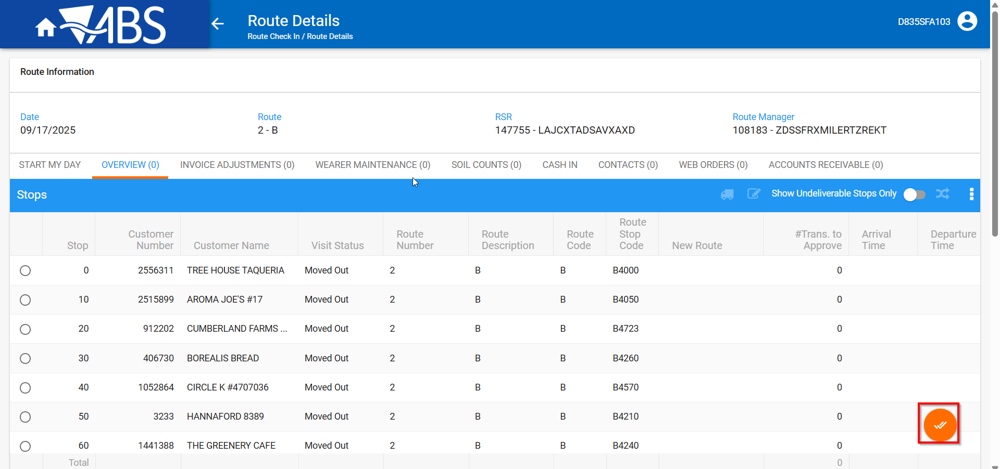 ABS
Route Details
Route Check In / Route Details
D835SFA103
Route Information
Date
09/17/2025
Route
2 - B
RSR
147755 - LAJCXTADSAVXAXD
Route Manager
108183 - ZDSSFRXMILERTZREKT
START MY DAY OVERVIEW (0) INVOICE ADJUSTMENTS (0) WEARER MAINTENANCE (0) SOIL COUNTS (0) CASH IN CONTACTS (0) WEB ORDERS (0) ACCOUNTS RECEIVABLE (0)
Stops Show Undeliverable Stops Only
Stop
Customer
Number
Customer Name
Visit Status
Route
Number
Route
Description
Route
Code
Route
Stop
Code
New Route
#Trans. to
Approve
Arrival
Time
Departure
Time
0 2556311 TREE HOUSE TAQUERIA Moved Out 2 B B B4000 0
10 2515899 AROMA JOE'S #17 Moved Out 2 B B B4050 0
20 912202 CUMBERLAND FARMS ... Moved Out 2 B B B4723 0
30 406730 BOREALIS BREAD Moved Out 2 B B B4260 0
40 1052864 CIRCLE K #4707036 Moved Out 2 B B B4570 0
50 3233 HANNAFORD 8389 Moved Out 2 B B B4210 0
60 1441388 THE GREENERY CAFE Moved Out 2 B B B4240 0
Total 0